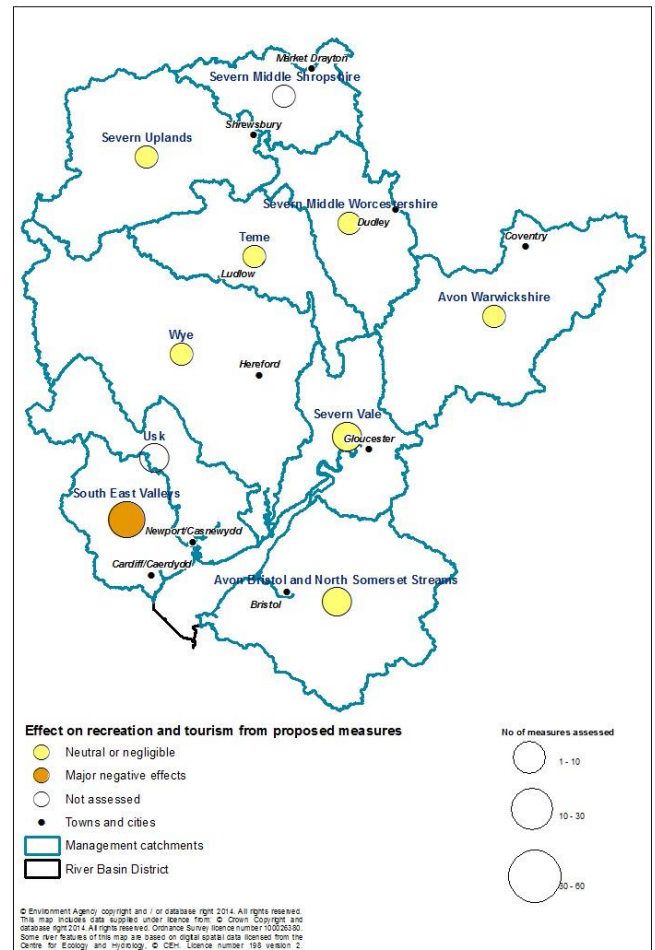 Market Drayton
Severn Middle Shropshire
Shrewsbury
Severn Uplands
Severn Middle Worcestershire
Dudley
Teme
Ludlow
Coventry
Avon Warwickshire
Wye
Hereford
Severn Vale
Gloucester
Usk
South East Valleys
Newport/Casnewydd
Cardiff/Caerdydd
Avon Bristol and North Somerset Streams
Bristol
Effect on recreation and tourism from proposed measures
Neutral or negligible
Major negative effects
Not assessed
Towns and cities
Management catchments
River Basin District
No of measures assessed
1 - 10
10 - 30
30 - 60
© Environment Agency copyright and / or database right 2014. All rights reserved.
This map includes data supplied under licence from: © Crown Copyright and
database right 2014. All rights reserved. Ordnance Survey licence number 100026380.
Some river features of this map are based on digital spatial data licensed from the
Centre for Ecology and Hydrology, © CEH. Licence number 198 version 2.